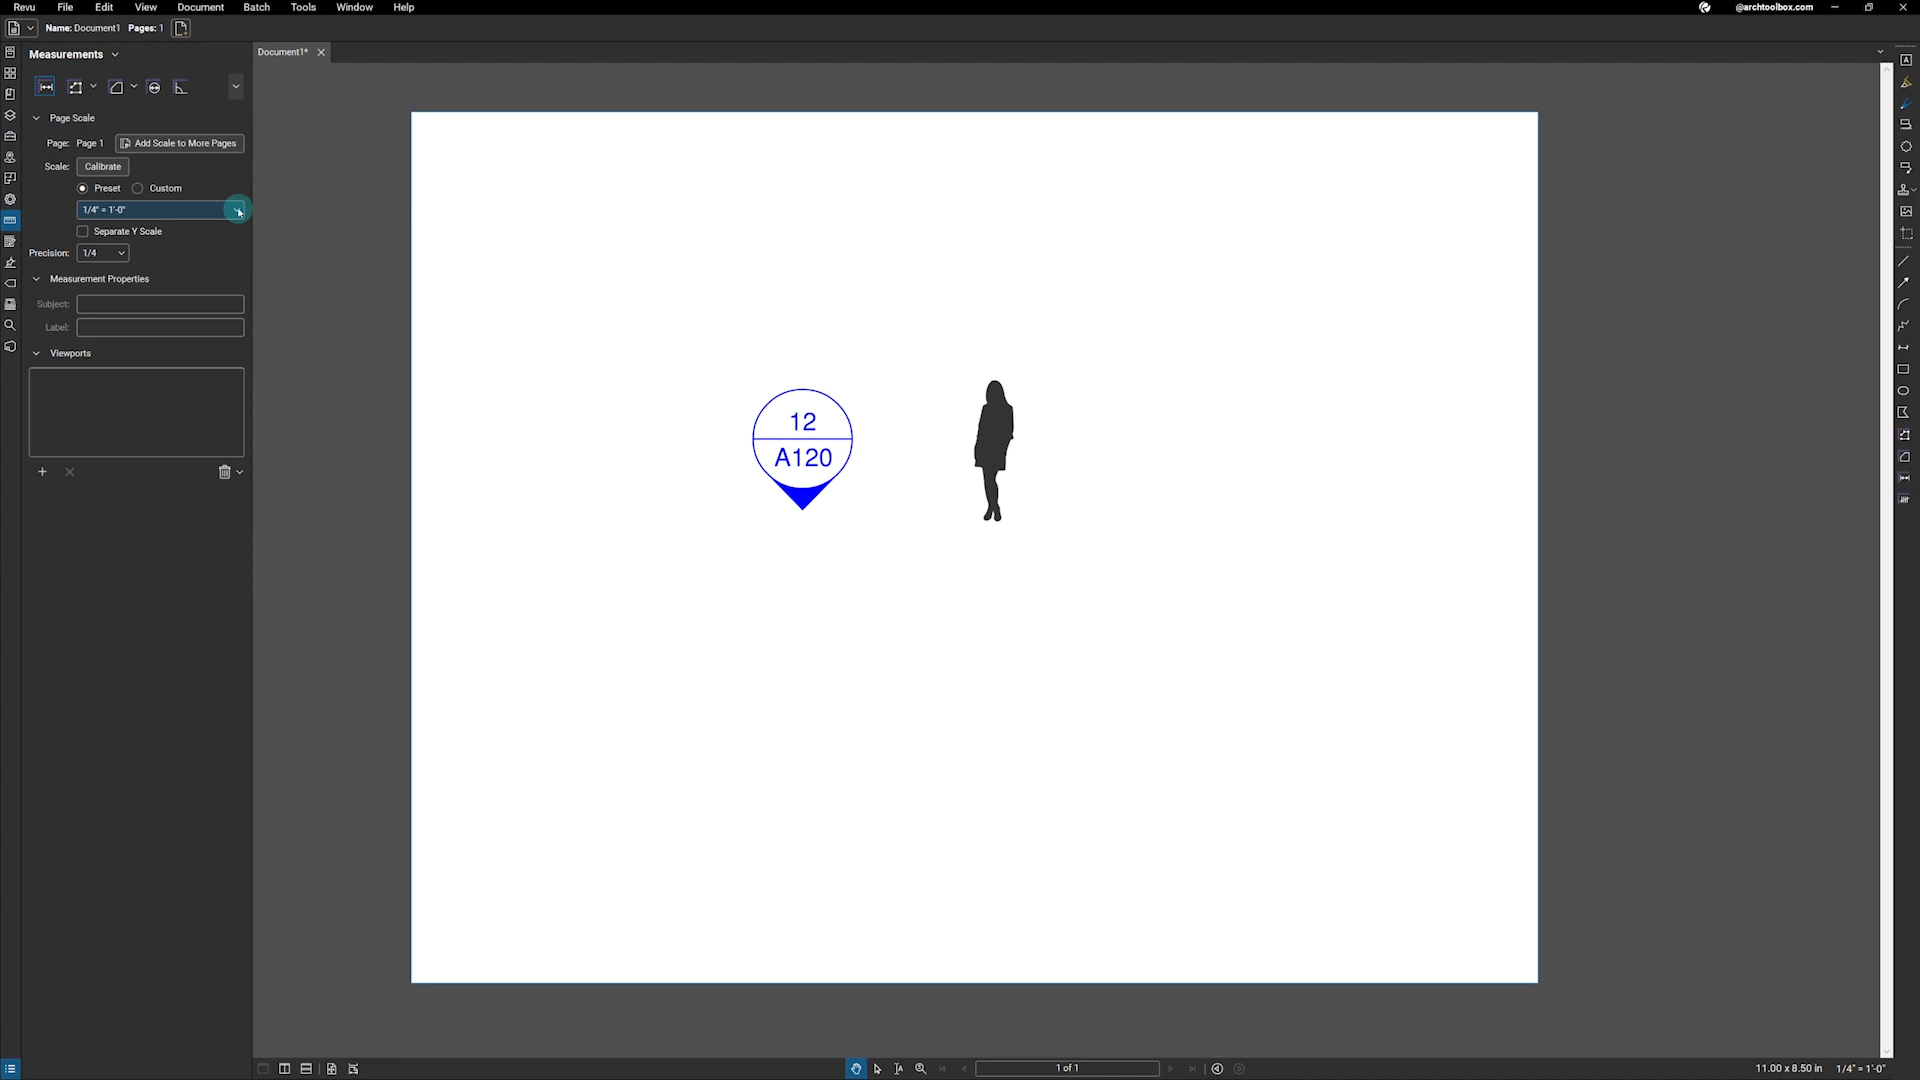 Revu File Edit View Document Batch Tools Window Help @archtoolbox.com
Name: Document1 Pages: 1
Measurements
Document1*
Page Scale
Page: Page 1 Add Scale to More Pages
Scale: Calibrate
Preset Custom
1/4" = 1'-0"
Separate Y Scale
Precision: 1/4
Measurement Properties
Subject:
Label:
Viewports
12
A120
1 of 1
11.00 x 8.50 in 1/4" = 1'-0"